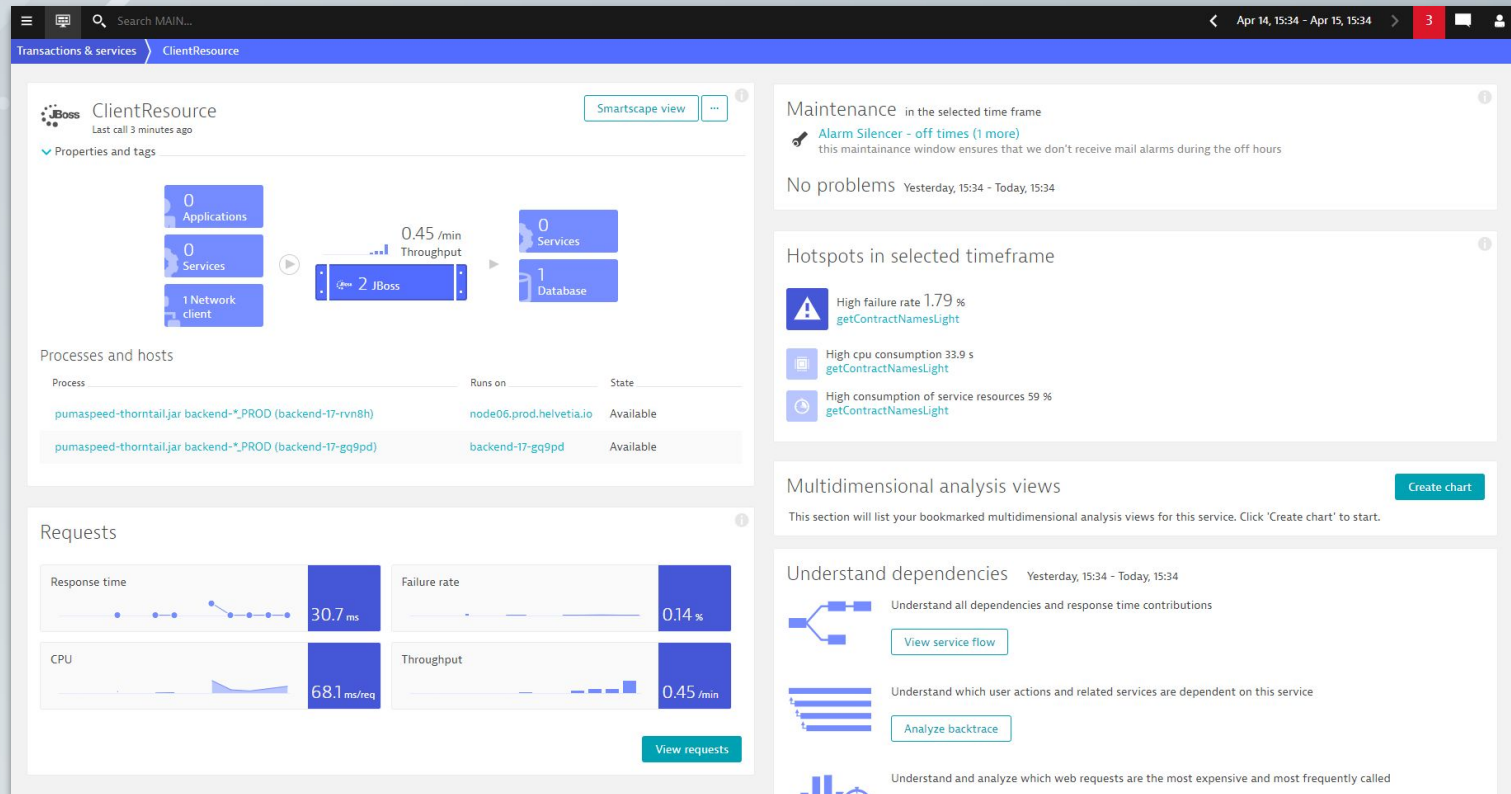 Search MAIN...
Apr 14, 15:34 - Apr 15, 15:34
3
Transactions & services
ClientResource
JBoss
ClientResource
Last call 3 minutes ago
Smartscape view
...
Properties and tags
0
Applications
0
Services
1 Network
client
0.45 /min
Throughput
JBoss 2 JBoss
0
Services
1
Database
Processes and hosts
Process
Runs on
State
pumaspeed-thorntail.jar backend-*_PROD (backend-17-rvn8h)
node06.prod.helvetia.io
Available
pumaspeed-thorntail.jar backend-*_PROD (backend-17-gq9pd)
backend-17-gq9pd
Available
Requests
Response time
30.7 ms
Failure rate
0.14 %
CPU
68.1 ms/req
Throughput
0.45 /min
View requests
Maintenance in the selected time frame
Alarm Silencer - off times (1 more)
this maintainance window ensures that we don't receive mail alarms during the off hours
No problems Yesterday, 15:34 - Today, 15:34
Hotspots in selected timeframe
High failure rate 1.79 %
getContractNamesLight
High cpu consumption 33.9 s
getContractNamesLight
High consumption of service resources 59 %
getContractNamesLight
Multidimensional analysis views
Create chart
This section will list your bookmarked multidimensional analysis views for this service. Click 'Create chart' to start.
Understand dependencies Yesterday, 15:34 - Today, 15:34
Understand all dependencies and response time contributions
View service flow
Understand which user actions and related services are dependent on this service
Analyze backtrace
Understand and analyze which web requests are the most expensive and most frequently called